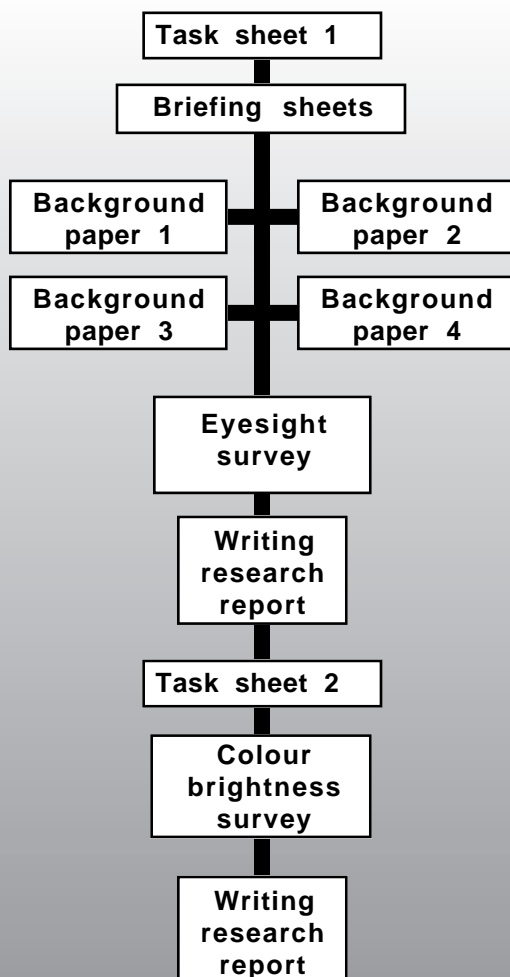 Task sheet 1
Briefing sheets
Background
paper 1
Background
paper 2
Background
paper 3
Background
paper 4
Eyesight
survey
Writing
research
report
Task sheet 2
Colour
brightness
survey
Writing
research
report